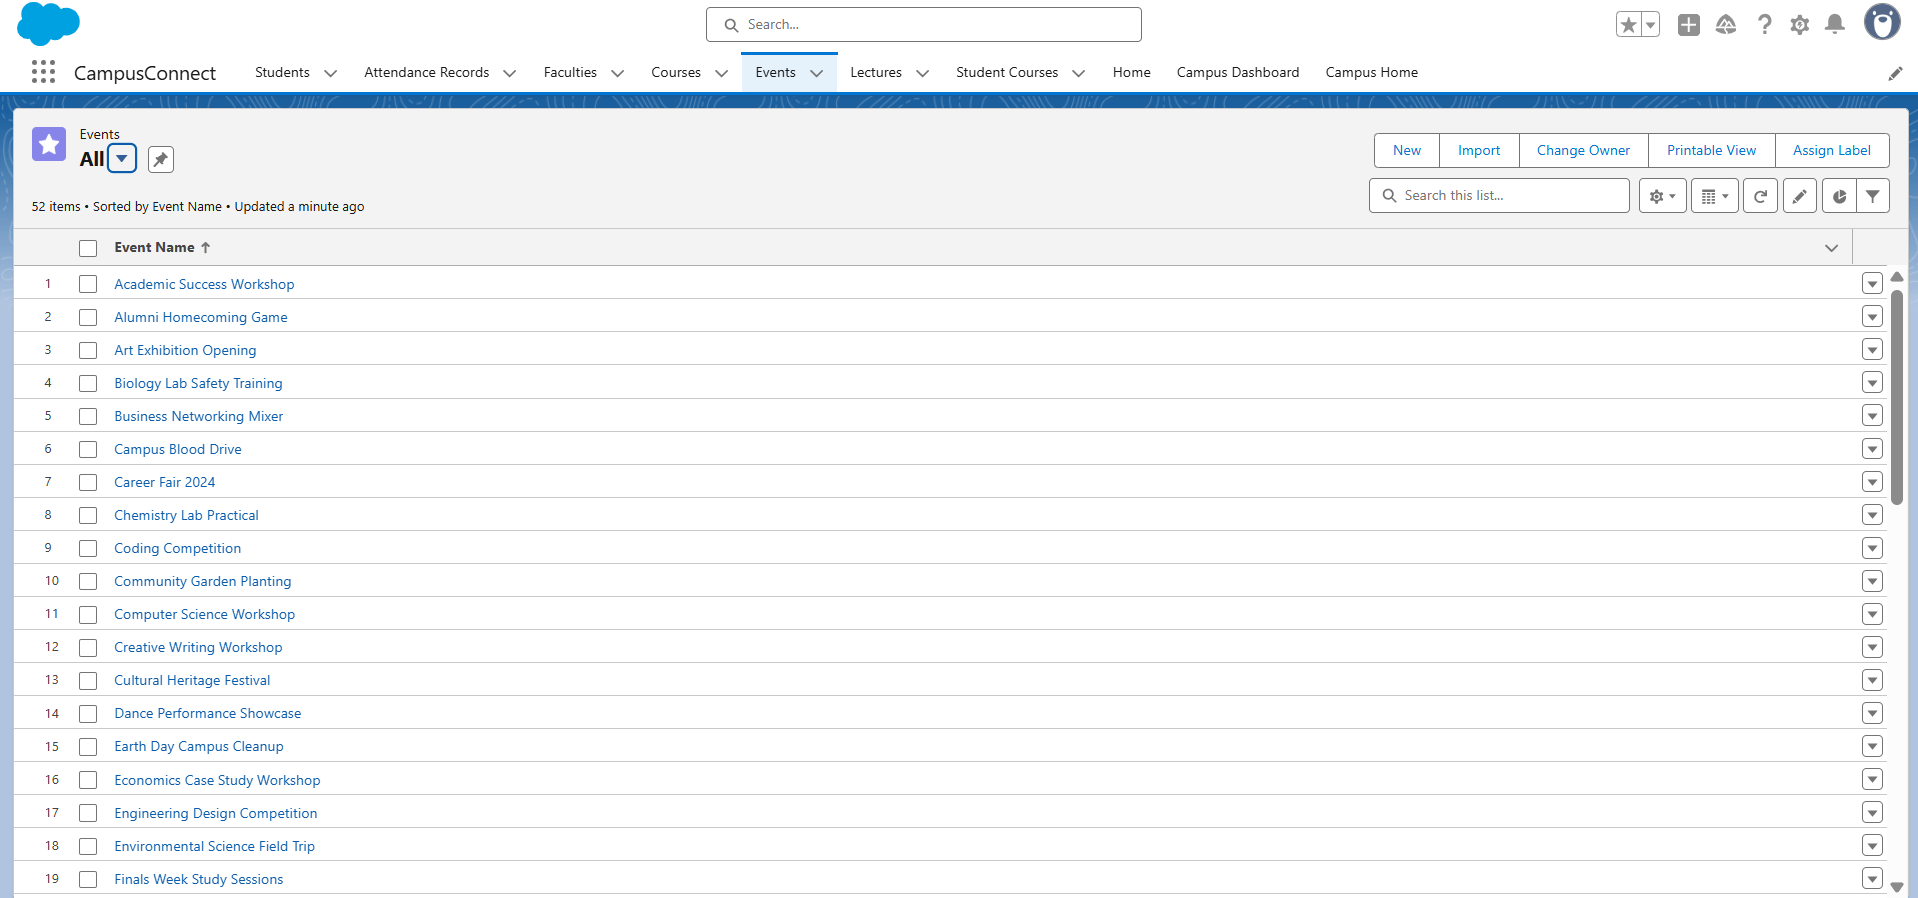 Search...
CampusConnect
Students
Attendance Records
Faculties
Courses
Events
Lectures
Student Courses
Home
Campus Dashboard
Campus Home
Events
All
New
Import
Change Owner
Printable View
Assign Label
52 items • Sorted by Event Name • Updated a minute ago
Search this list...
Event Name ↑
1 Academic Success Workshop
2 Alumni Homecoming Game
3 Art Exhibition Opening
4 Biology Lab Safety Training
5 Business Networking Mixer
6 Campus Blood Drive
7 Career Fair 2024
8 Chemistry Lab Practical
9 Coding Competition
10 Community Garden Planting
11 Computer Science Workshop
12 Creative Writing Workshop
13 Cultural Heritage Festival
14 Dance Performance Showcase
15 Earth Day Campus Cleanup
16 Economics Case Study Workshop
17 Engineering Design Competition
18 Environmental Science Field Trip
19 Finals Week Study Sessions